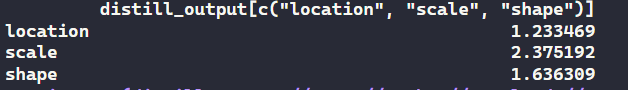 distill_output[c("location", "scale", "shape")]
location 1.233469
scale 2.375192
shape 1.636309